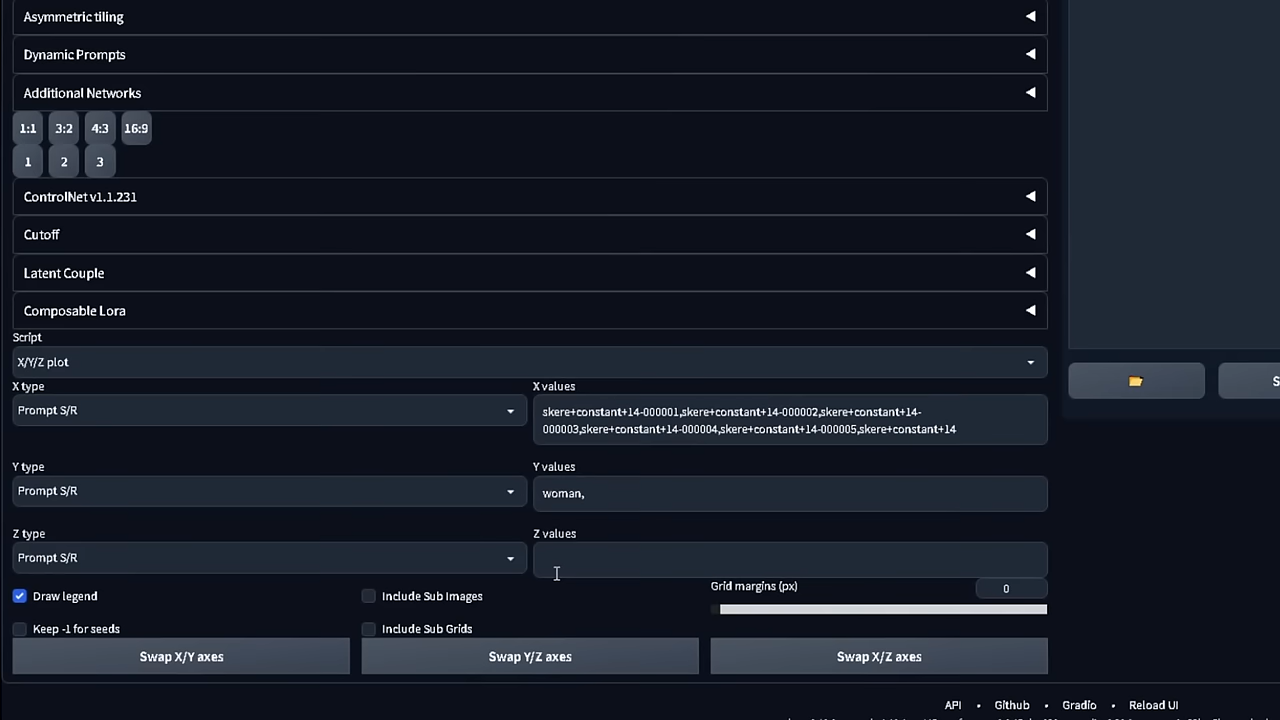 Asymmetric tiling
Dynamic Prompts
Additional Networks
1:1 3:2 4:3 16:9
1 2 3
ControlNet v1.1.231
Cutoff
Latent Couple
Composable Lora
Script
X/Y/Z plot
X type X values
Prompt S/R
skere+constant+14-000001,skere+constant+14-000002,skere+constant+14-
000003,skere+constant+14-000004,skere+constant+14-000005,skere+constant+14
Y type Y values
Prompt S/R woman,
Z type Z values
Prompt S/R
Draw legend Include Sub Images Grid margins (px) 0
Keep -1 for seeds Include Sub Grids
Swap X/Y axes Swap Y/Z axes Swap X/Z axes
API • Github • Gradio • Reload UI